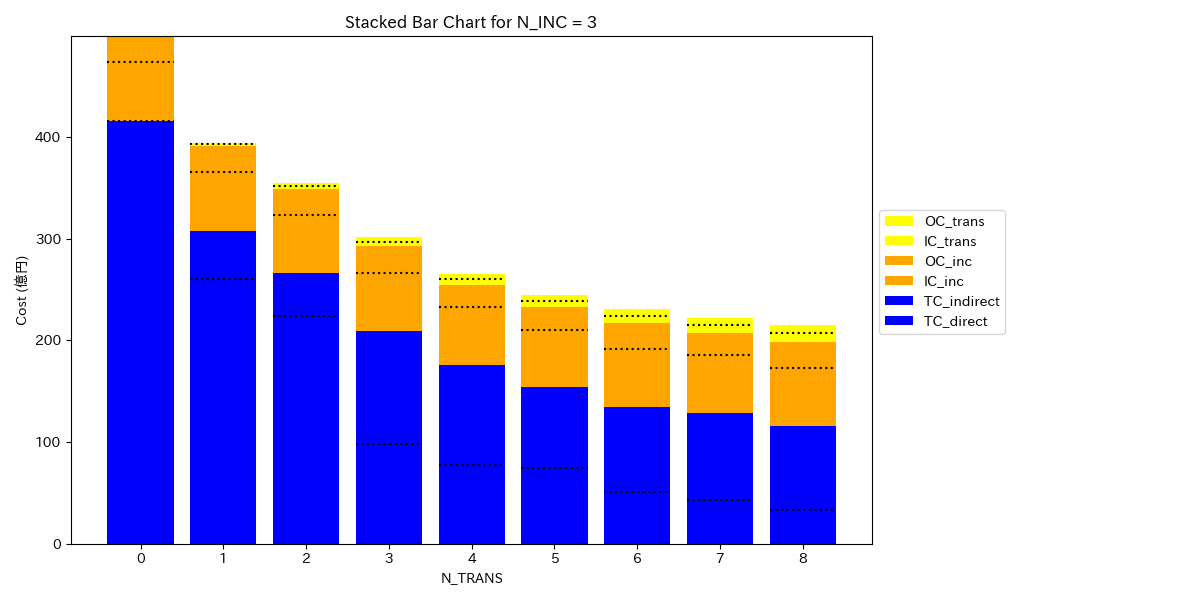 Stacked Bar Chart for N_INC = 3
Cost (億円)
400
300
200
100
0
0 1 2 3 4 5 6 7 8
N_TRANS
OC_trans
IC_trans
OC_inc
IC_inc
TC_indirect
TC_direct